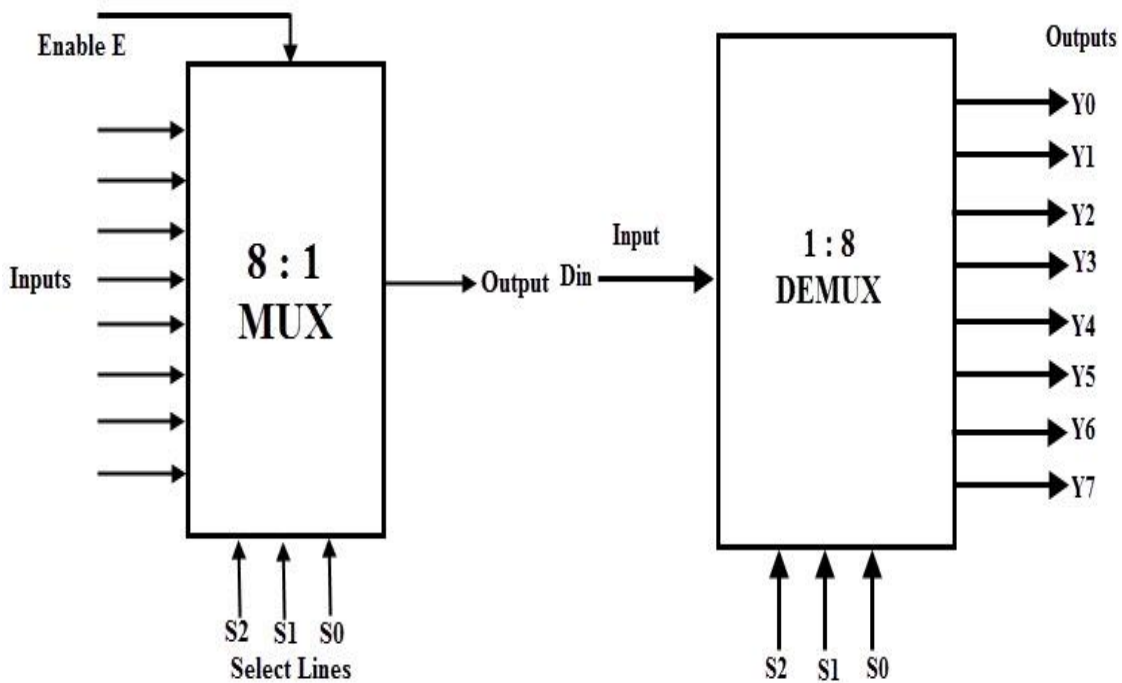 Enable E
Inputs
8 : 1
MUX
Output
S2 S1 S0
Select Lines
Input
Din
1 : 8
DEMUX
Outputs
Y0
Y1
Y2
Y3
Y4
Y5
Y6
Y7
S2 S1 S0